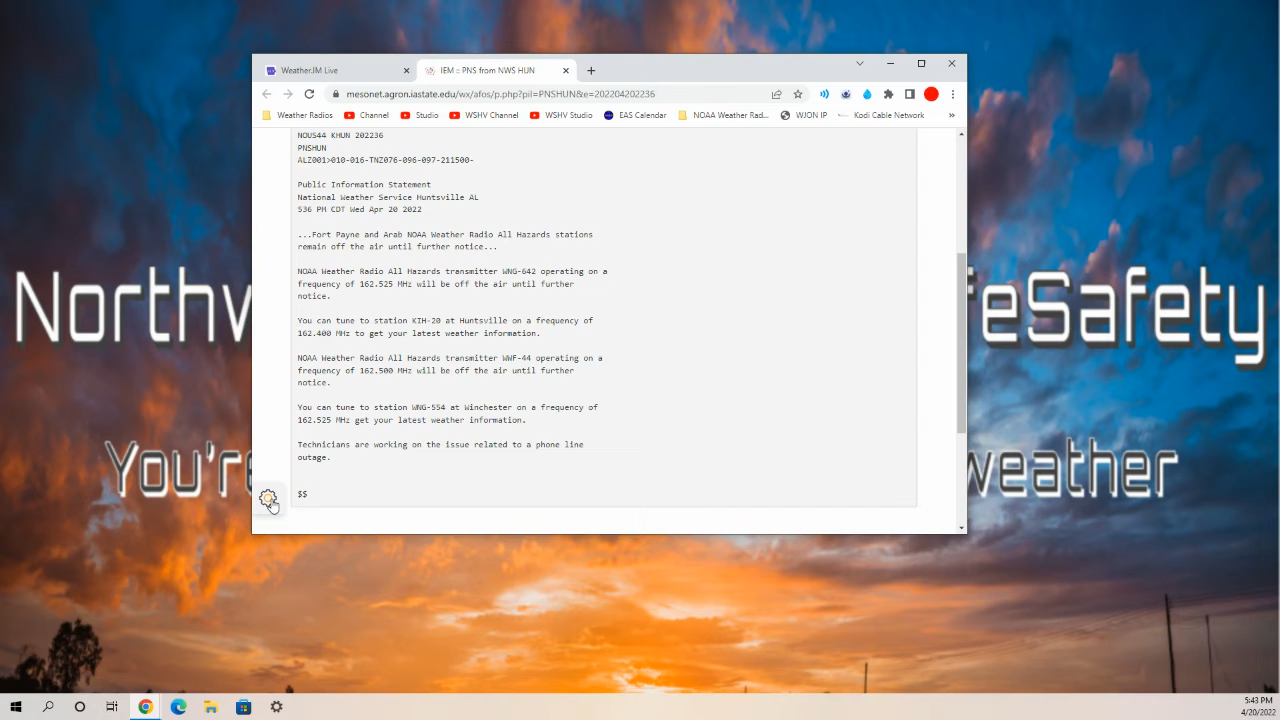 Weather.IM Live
IEM :: PNS from NWS HUN
mesonet.agron.iastate.edu/wx/afos/p.php?pil=PNSHUN&e=202204202236
Weather Radios
Channel
Studio
WSHV Channel
WSHV Studio
EAS Calendar
NOAA Weather Rad...
WJON IP
Kodi Cable Network
»
NOUS44 KHUN 202236
PNSHUN
ALZ001>010-016-TNZ076-096-097-211500-
Public Information Statement
National Weather Service Huntsville AL
536 PM CDT Wed Apr 20 2022
...Fort Payne and Arab NOAA Weather Radio All Hazards stations
remain off the air until further notice...
NOAA Weather Radio All Hazards transmitter WNG-642 operating on a
frequency of 162.525 MHz will be off the air until further
notice.
You can tune to station KIH-20 at Huntsville on a frequency of
162.400 MHz to get your latest weather information.
NOAA Weather Radio All Hazards transmitter WWF-44 operating on a
frequency of 162.500 MHz will be off the air until further
notice.
You can tune to station WNG-554 at Winchester on a frequency of
162.525 MHz get your latest weather information.
Technicians are working on the issue related to a phone line
outage.
$$
Northw
feSafety
You're
weather
5:43 PM
4/20/2022